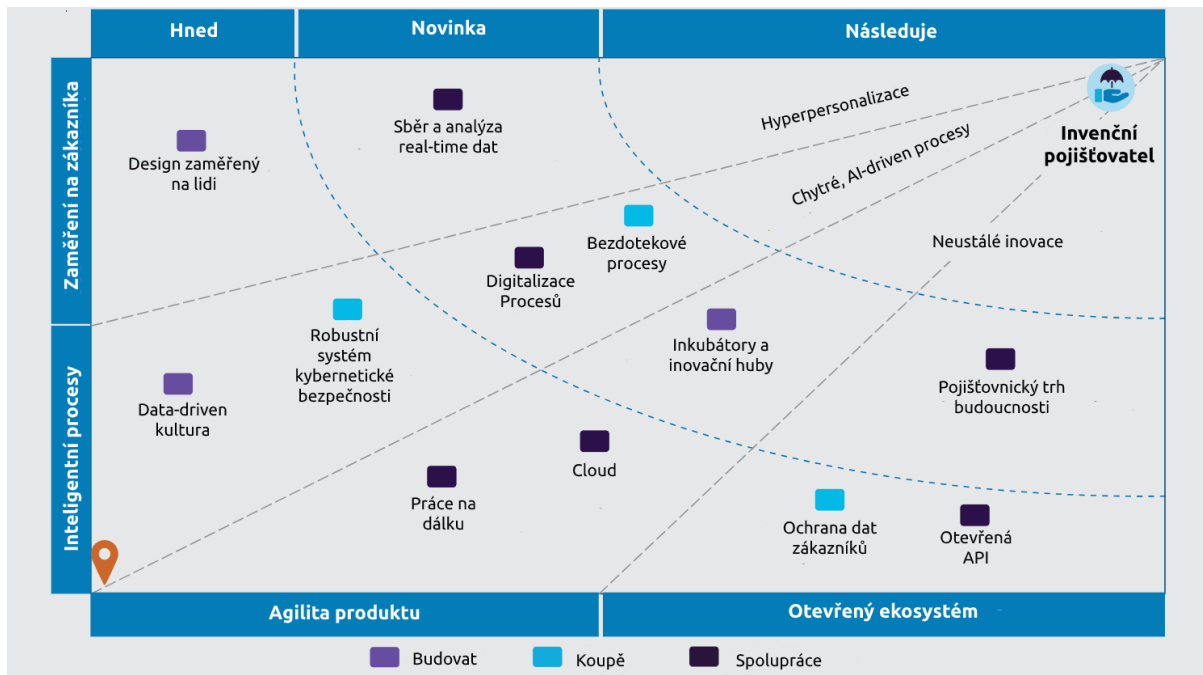 Hned
Novinka
Následuje
Zaměření na zákazníka
Inteligentní procesy
Design zaměřený
na lidi
Sběr a analýza
real-time dat
Hyperpersonalizace
Chytré, AI-driven procesy
Neustálé inovace
Invenční
pojišťovatel
Bezdotekové
procesy
Digitalizace
Procesů
Robustní
systém
kybernetické
bezpečnosti
Inkubátory a
inovační huby
Data-driven
kultura
Pojišťovnický trh
budoucnosti
Cloud
Práce na
dálku
Ochrana dat
zákazníků
Otevřená
API
Agilita produktu
Otevřený ekosystém
Budovat
Koupě
Spolupráce